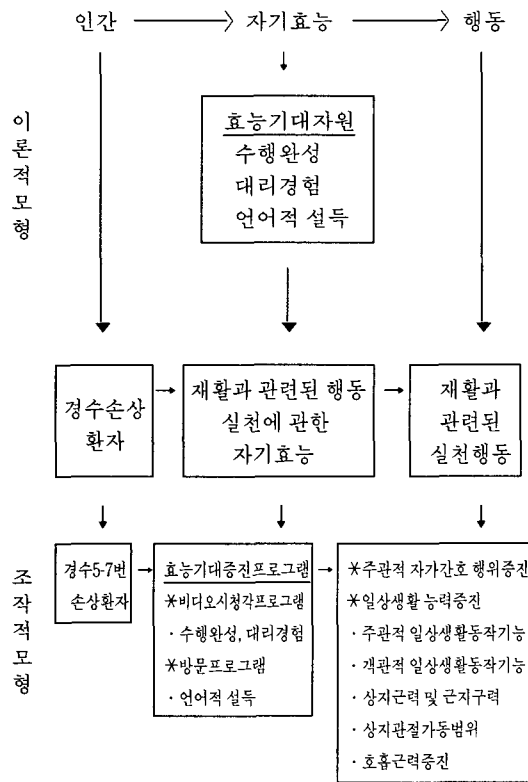 인간 자기효능 행동
이론적모형
효능기대자원
수행완성
대리경험
언어적 설득
경수손상
환자
재활과 관련된 행동
실천에 관한
자기효능
재활과
관련된
실천행동
조작적모형
경수5-7번
손상환자
효능기대증진프로그램
*비디오시청각프로그램
· 수행완성, 대리경험
*방문프로그램
· 언어적 설득
*주관적 자가간호 행위증진
*일상생활 능력증진
· 주관적 일상생활동작기능
· 객관적 일상생활동작기능
· 상지근력 및 근지구력
· 상지관절가동범위
· 호흡근력증진